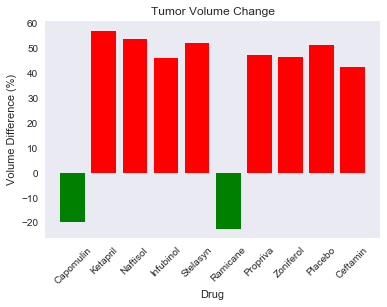 Tumor Volume Change
Volume Difference (%)
60
50
40
30
20
10
0
−10
−20
Capomulin
Ketapril
Naftisol
Infubinol
Stelasyn
Ramicane
Propriva
Zoniferol
Placebo
Ceftamin
Drug